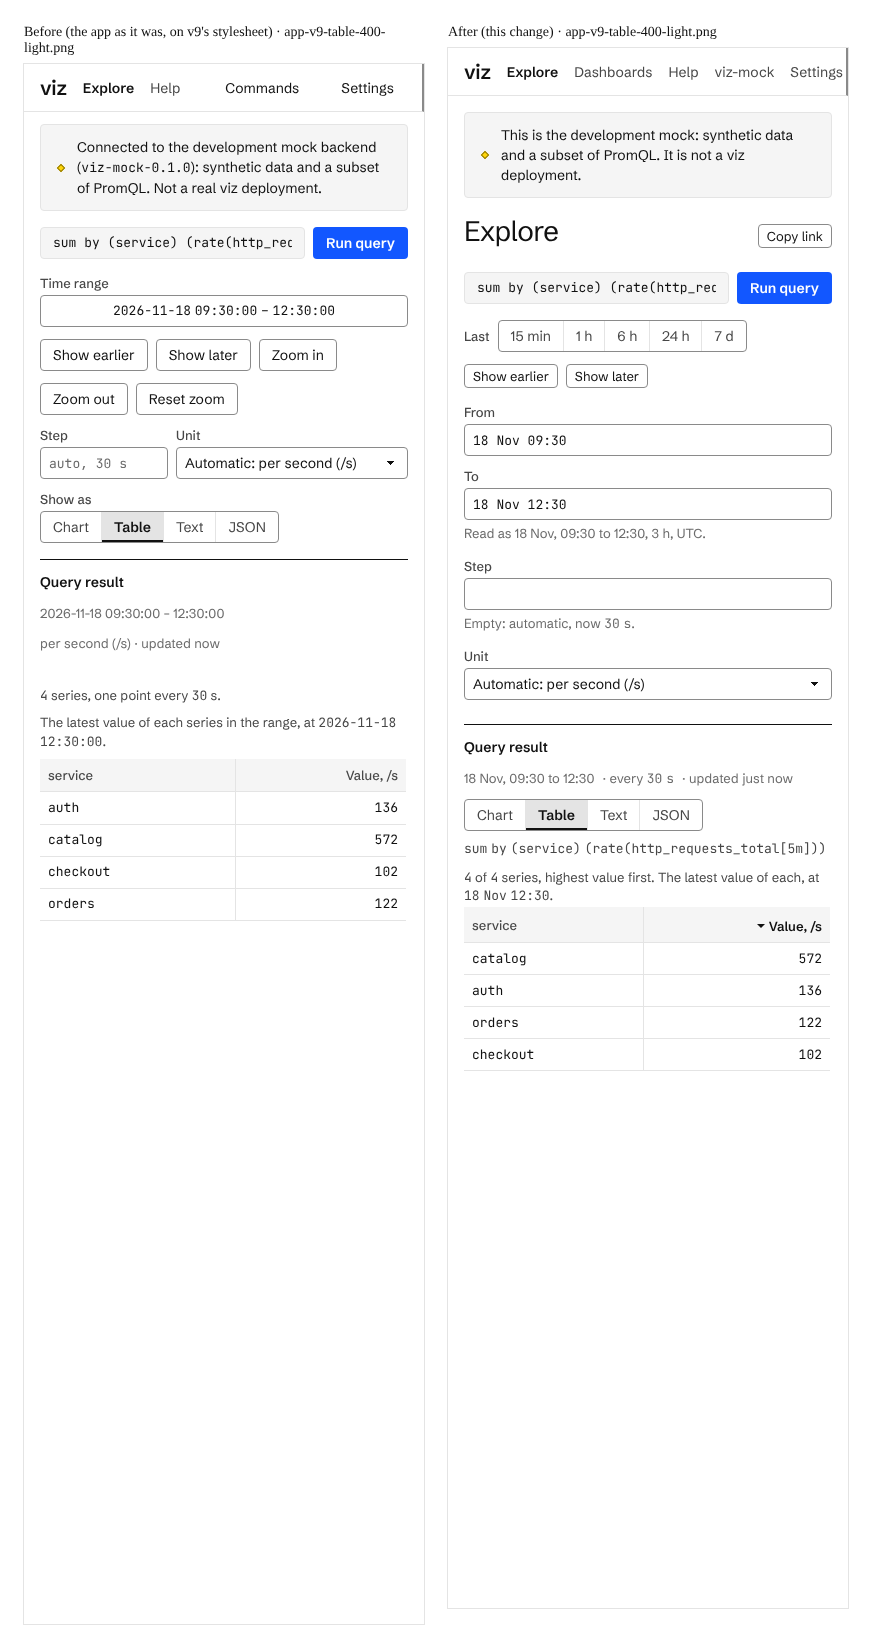 Before (the app as it was, on v9's stylesheet) · app-v9-table-400-
light.png
viz Explore Help Commands Settings
Connected to the development mock backend
(viz-mock-0.1.0): synthetic data and a subset
of PromQL. Not a real viz deployment.
sum by (service) (rate(http_rec Run query
Time range
2026-11-18 09:30:00 – 12:30:00
Show earlier Show later Zoom in
Zoom out Reset zoom
Step Unit
auto, 30 s Automatic: per second (/s)
Show as
Chart Table Text JSON
Query result
2026-11-18 09:30:00 – 12:30:00
per second (/s) · updated now
4 series, one point every 30 s.
The latest value of each series in the range, at 2026-11-18
12:30:00.
service Value, /s
auth 136
catalog 572
checkout 102
orders 122
After (this change) · app-v9-table-400-light.png
viz Explore Dashboards Help viz-mock Settings
This is the development mock: synthetic data
and a subset of PromQL. It is not a viz
deployment.
Explore Copy link
sum by (service) (rate(http_rec Run query
Last 15 min 1 h 6 h 24 h 7 d
Show earlier Show later
From
18 Nov 09:30
To
18 Nov 12:30
Read as 18 Nov, 09:30 to 12:30, 3 h, UTC.
Step
Empty: automatic, now 30 s.
Unit
Automatic: per second (/s)
Query result
18 Nov, 09:30 to 12:30 · every 30 s · updated just now
Chart Table Text JSON
sum by (service) (rate(http_requests_total[5m]))
4 of 4 series, highest value first. The latest value of each, at
18 Nov 12:30.
service Value, /s
catalog 572
auth 136
orders 122
checkout 102